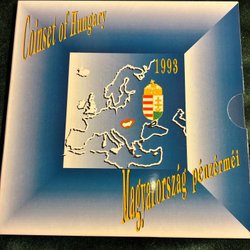 Coinset of Hungary
1993
Magyarország pénzérméi